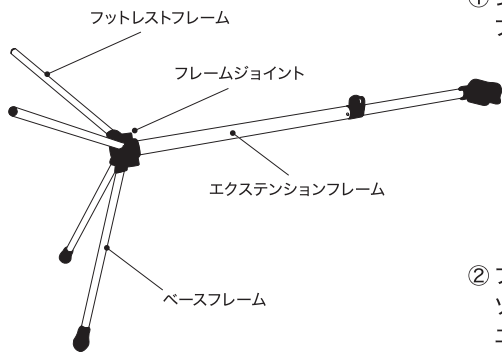 フットレストフレーム
フレームジョイント
エクステンションフレーム
ベースフレーム
①
②